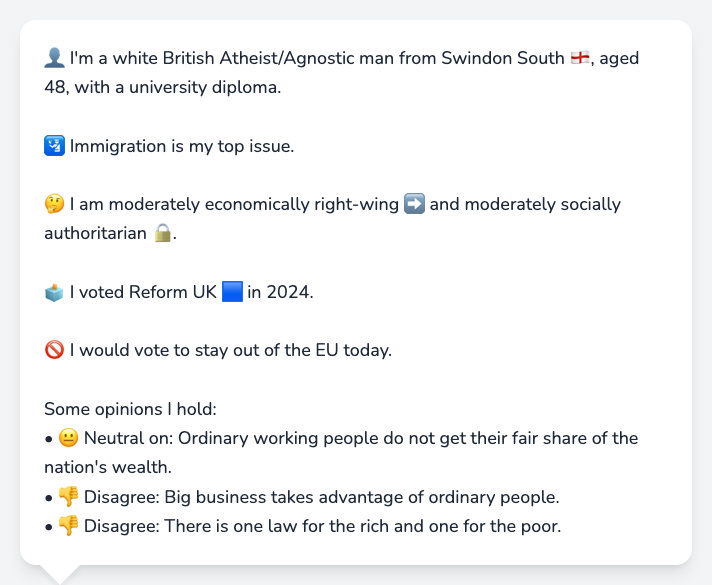 👤 I'm a white British Atheist/Agnostic man from Swindon South 🏴󠁧󠁢󠁥󠁮󠁧󠁿, aged
48, with a university diploma.
🛂 Immigration is my top issue.
🤔 I am moderately economically right-wing ➡️ and moderately socially
authoritarian 🔒.
🗳️ I voted Reform UK 🟦 in 2024.
🚫 I would vote to stay out of the EU today.
Some opinions I hold:
• 😐 Neutral on: Ordinary working people do not get their fair share of the
nation's wealth.
• 👎 Disagree: Big business takes advantage of ordinary people.
• 👎 Disagree: There is one law for the rich and one for the poor.